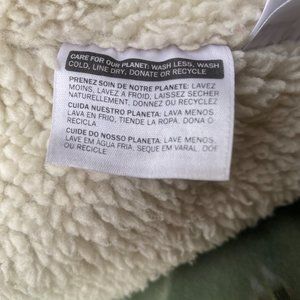 CARE FOR OUR PLANET: WASH LESS, WASH
COLD, LINE DRY, DONATE OR RECYCLE
PRENEZ SOIN DE NOTRE PLANETE: LAVEZ
MOINS, LAVEZ A FROID, LAISSEZ SECHER
NATURELLEMENT, DONNEZ OU RECYCLEZ
CUIDA NUESTRO PLANETA: LAVA MENOS,
LAVA EN FRIO, TIENDE LA ROPA, DONA O
RECICLA
CUIDE DO NOSSO PLANETA: LAVE MENOS,
LAVE EM ÁGUA FRIA, SEQUE EM VARAL, DOE
OU RECICLE